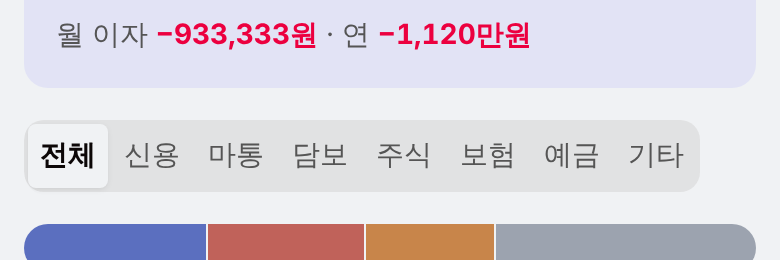 월 이자 −933,333원 · 연 −1,120만원
전체 신용 마통 담보 주식 보험 예금 기타